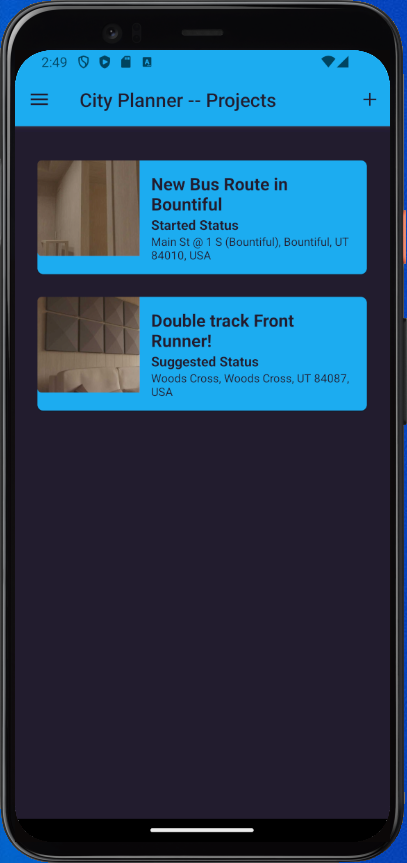 2:49
City Planner -- Projects
New Bus Route in
Bountiful
Started Status
Main St @ 1 S (Bountiful), Bountiful, UT
84010, USA
Double track Front
Runner!
Suggested Status
Woods Cross, Woods Cross, UT 84087,
USA